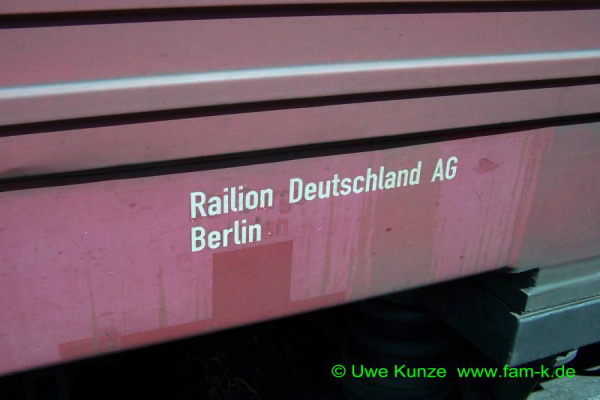 Railion Deutschland AG
Berlin
© Uwe Kunze www.fam-k.de